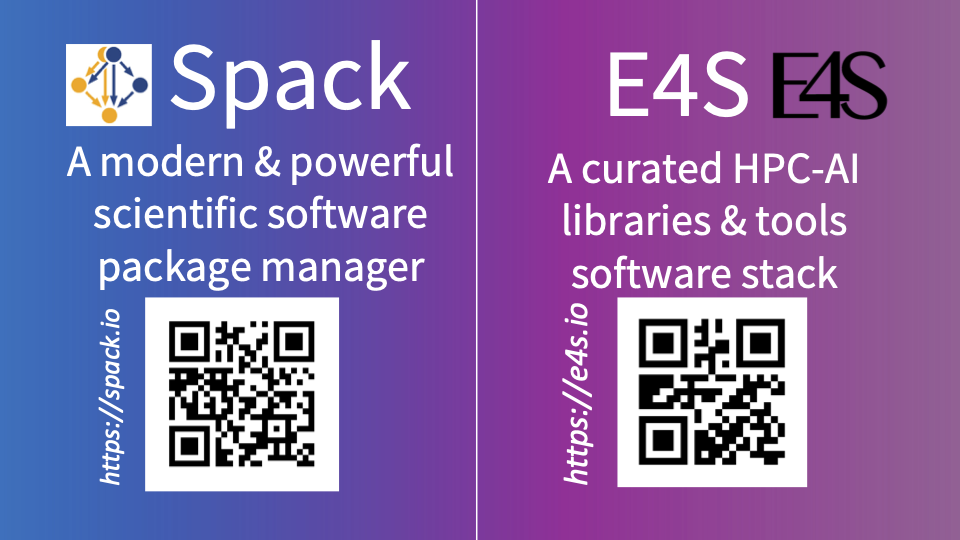 Spack
A modern & powerful
scientific software
package manager
https://spack.io
E4S E4S
A curated HPC-AI
libraries & tools
software stack
https://e4s.io